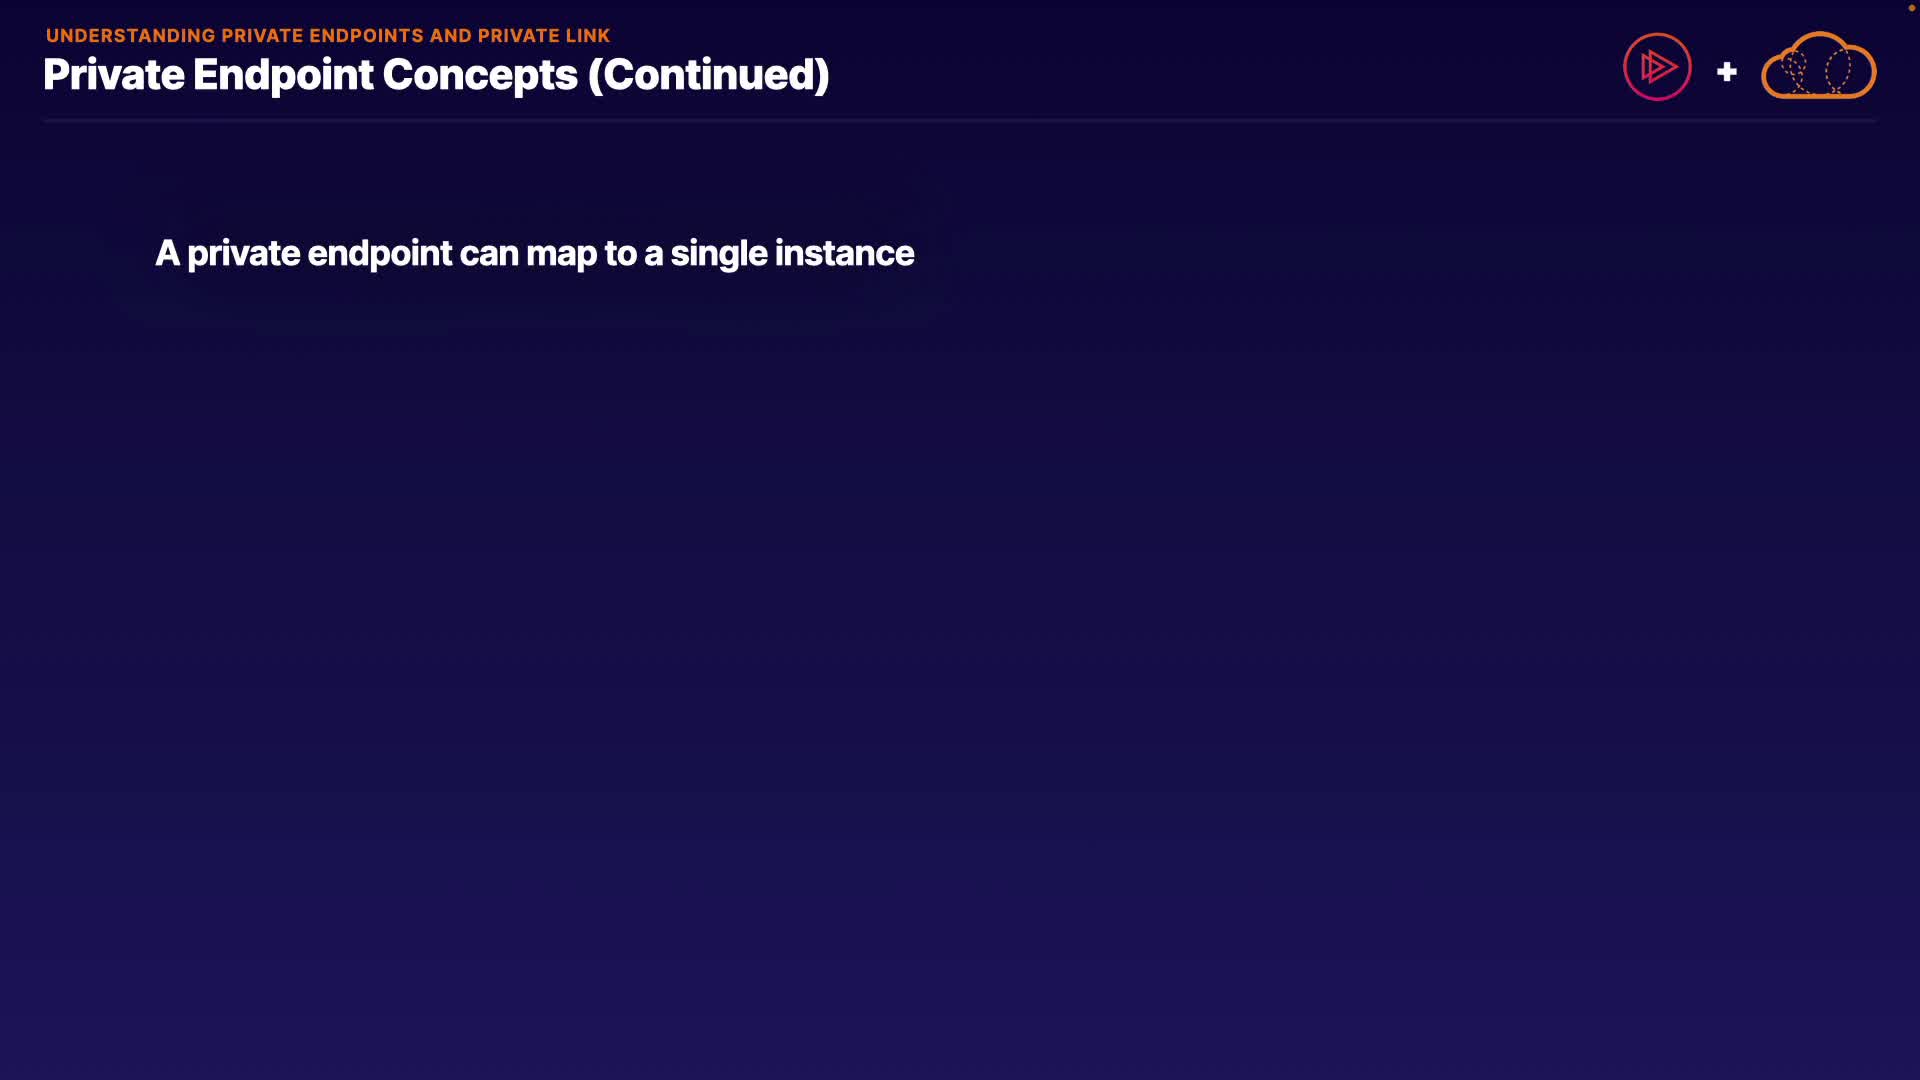 UNDERSTANDING PRIVATE ENDPOINTS AND PRIVATE LINK
Private Endpoint Concepts (Continued)
A private endpoint can map to a single instance